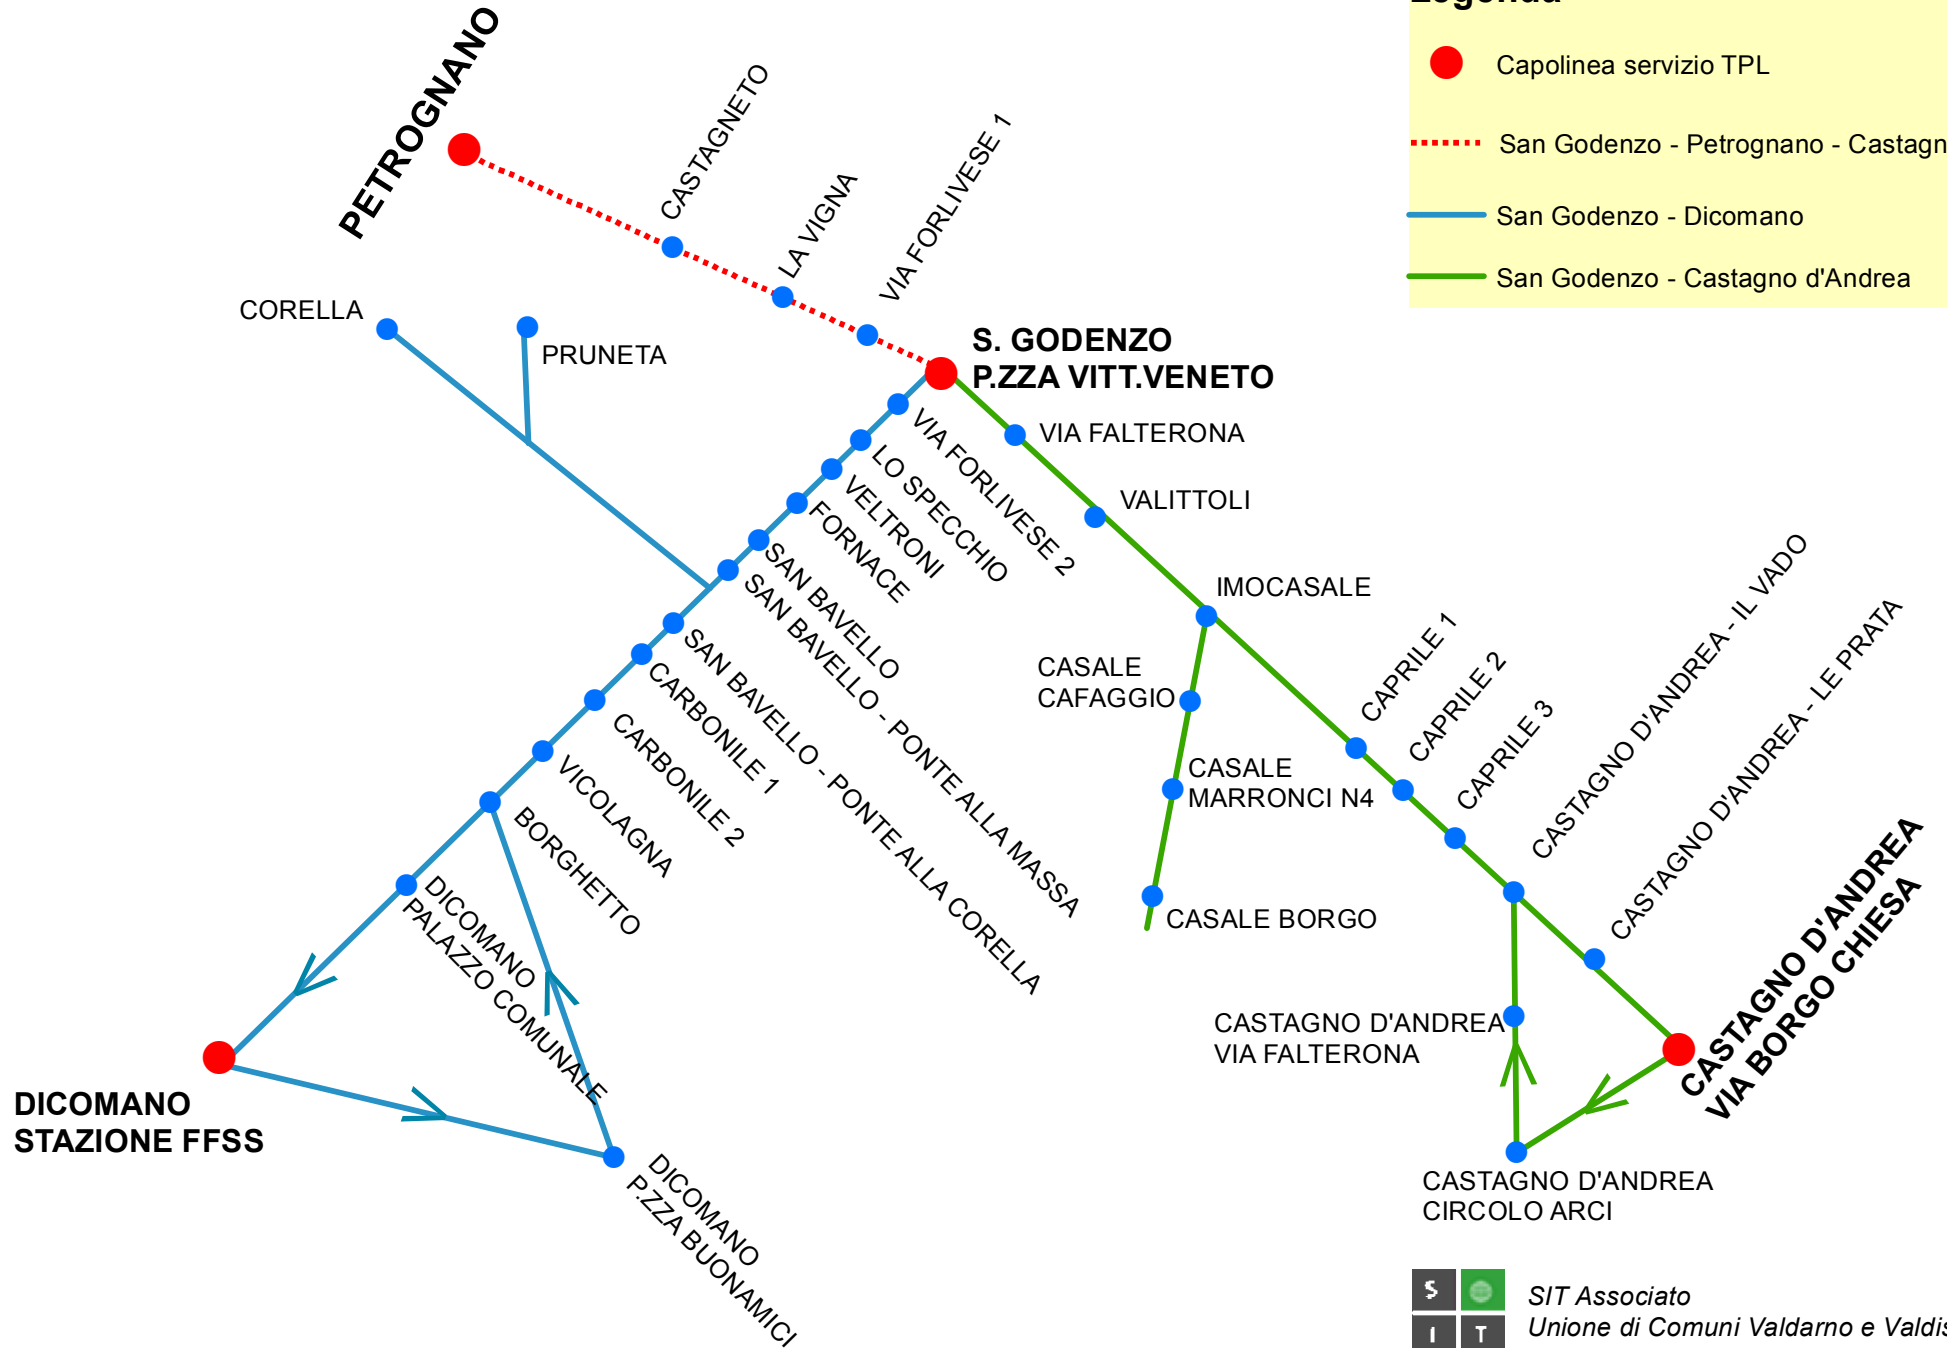 Legenda
Capolinea servizio TPL
San Godenzo - Petrognano - Castagn
San Godenzo - Dicomano
San Godenzo - Castagno d'Andrea
PETROGNANO
CASTAGNETO
LA VIGNA
VIA FORLIVESE 1
CORELLA
PRUNETA
S. GODENZO
P.ZZA VITT.VENETO
VIA FORLIVESE 2
LO SPECCHIO
VELTRONI
FORNACE
SAN BAVELLO
SAN BAVELLO - PONTE ALLA MASSA
SAN BAVELLO - PONTE ALLA CORELLA
CARBONILE 1
CARBONILE 2
VICOLAGNA
BORGHETTO
DICOMANO
PALAZZO COMUNALE
DICOMANO
STAZIONE FFSS
DICOMANO
P.ZZA BUONAMICI
VIA FALTERONA
VALITTOLI
IMOCASALE
CASALE
CAFAGGIO
CASALE
MARRONCI N4
CASALE BORGO
CAPRILE 1
CAPRILE 2
CAPRILE 3
CASTAGNO D'ANDREA - IL VADO
CASTAGNO D'ANDREA - LE PRATA
CASTAGNO D'ANDREA
VIA BORGO CHIESA
CASTAGNO D'ANDREA
VIA FALTERONA
CASTAGNO D'ANDREA
CIRCOLO ARCI
S
I T
SIT Associato
Unione di Comuni Valdarno e Valdis